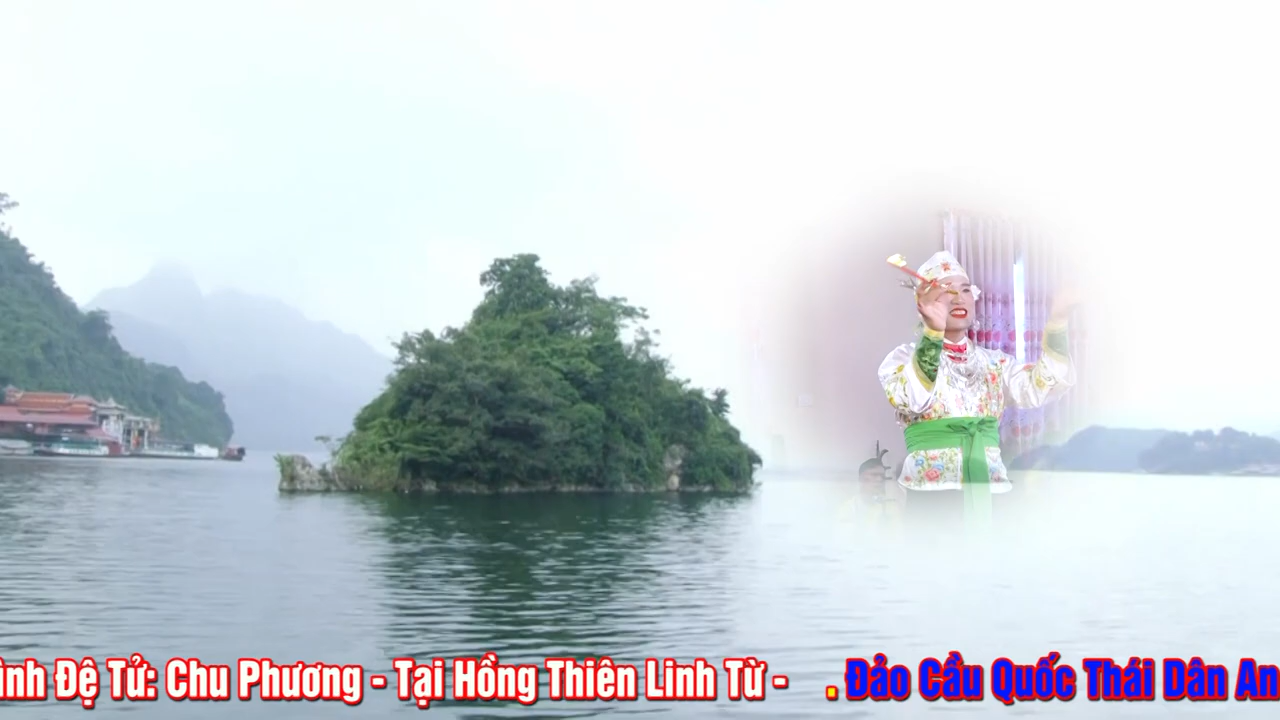 ình Đệ Tử: Chu Phương - Tại Hồng Thiên Linh Từ - . Đảo Cầu Quốc Thái Dân An